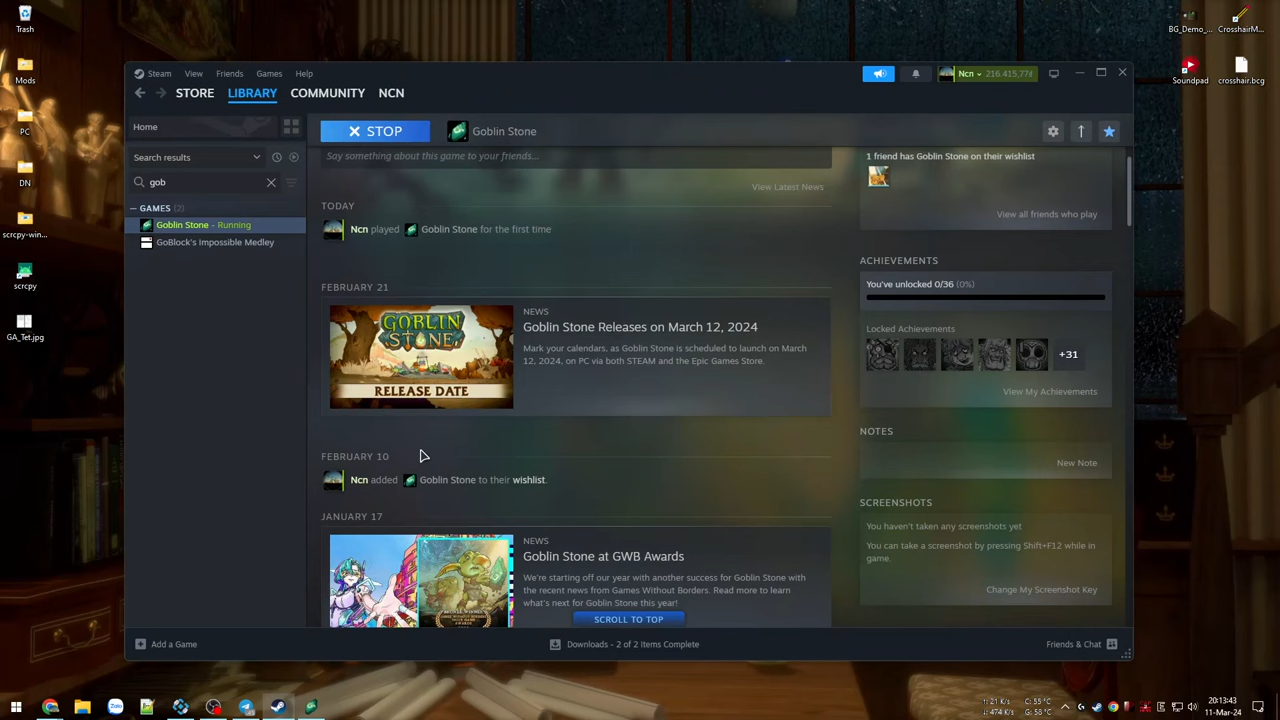 Trash
Mods
PC
DN
scrcpy-win...
scrcpy
GA_Tet.jpg
BG_Demo_...
CrosshairM...
Soundpad
crosshair.bcg
Steam View Friends Games Help
Ncn 216.415,77₫
STORE LIBRARY COMMUNITY NCN
Home
Search results
gob
— GAMES (2)
Goblin Stone - Running
GoBlock's Impossible Medley
STOP
Goblin Stone
Say something about this game to your friends...
View Latest News
TODAY
Ncn played Goblin Stone for the first time
FEBRUARY 21
GOBLIN STONE
RELEASE DATE
NEWS
Goblin Stone Releases on March 12, 2024
Mark your calendars, as Goblin Stone is scheduled to launch on March
12, 2024, on PC via both STEAM and the Epic Games Store.
FEBRUARY 10
Ncn added Goblin Stone to their wishlist.
JANUARY 17
NEWS
Goblin Stone at GWB Awards
We're starting off our year with another success for Goblin Stone with
the recent news from Games Without Borders. Read more to learn
what's next for Goblin Stone this year!
SCROLL TO TOP
1 friend has Goblin Stone on their wishlist
View all friends who play
ACHIEVEMENTS
You've unlocked 0/36 (0%)
Locked Achievements
+31
View My Achievements
NOTES
New Note
SCREENSHOTS
You haven't taken any screenshots yet
You can take a screenshot by pressing Shift+F12 while in
game.
Change My Screenshot Key
Add a Game
Downloads - 2 of 2 Items Complete
Friends & Chat
↑: 21 K/s C: 55 °C
↓: 474 K/s G: 58 °C
20:13:43
11-Mar-24